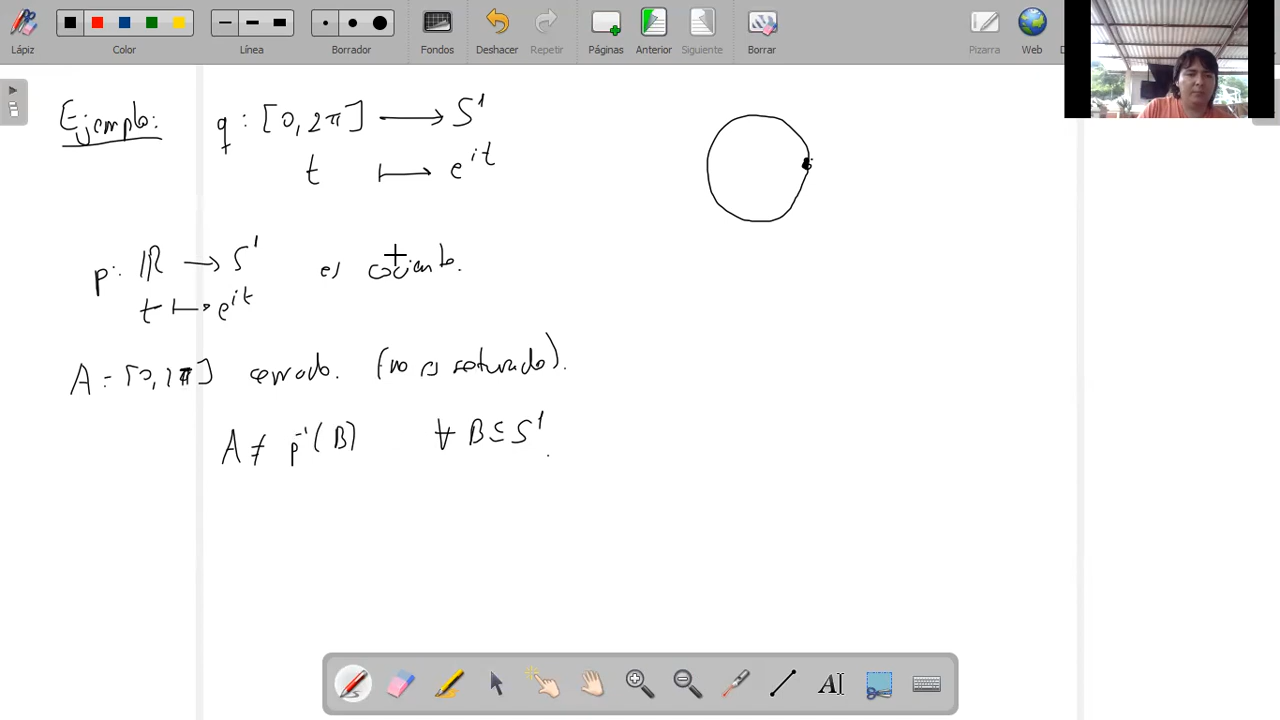 Lápiz Color Línea Borrador Fondos Deshacer Repetir Páginas Anterior Siguiente Borrar Pizarra Web
Ejemplo: q : [0, 2π] ⟶ S¹
t ⟼ e^{it}
p: ℝ → S¹ es cociente.
t ↦ e^{it}
A = [0, 2π] cerrado. (no es saturado).
A ≠ p⁻¹(B) ∀ B ⊆ S¹.